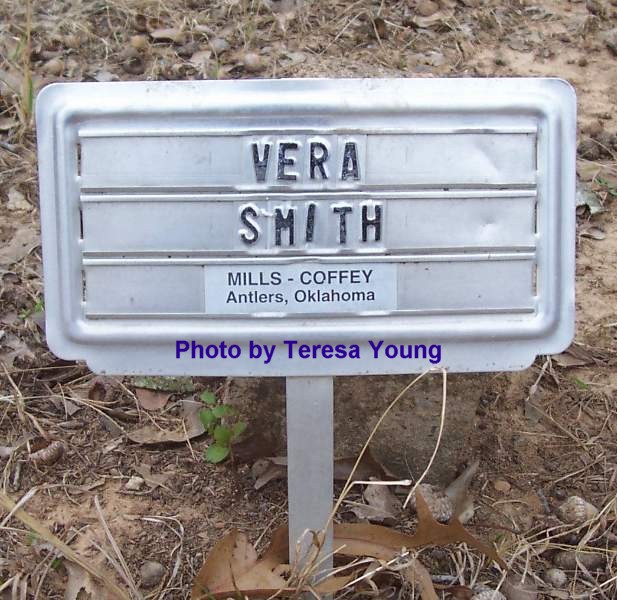 VERA
SMITH
MILLS - COFFEY
Antlers, Oklahoma
Photo by Teresa Young